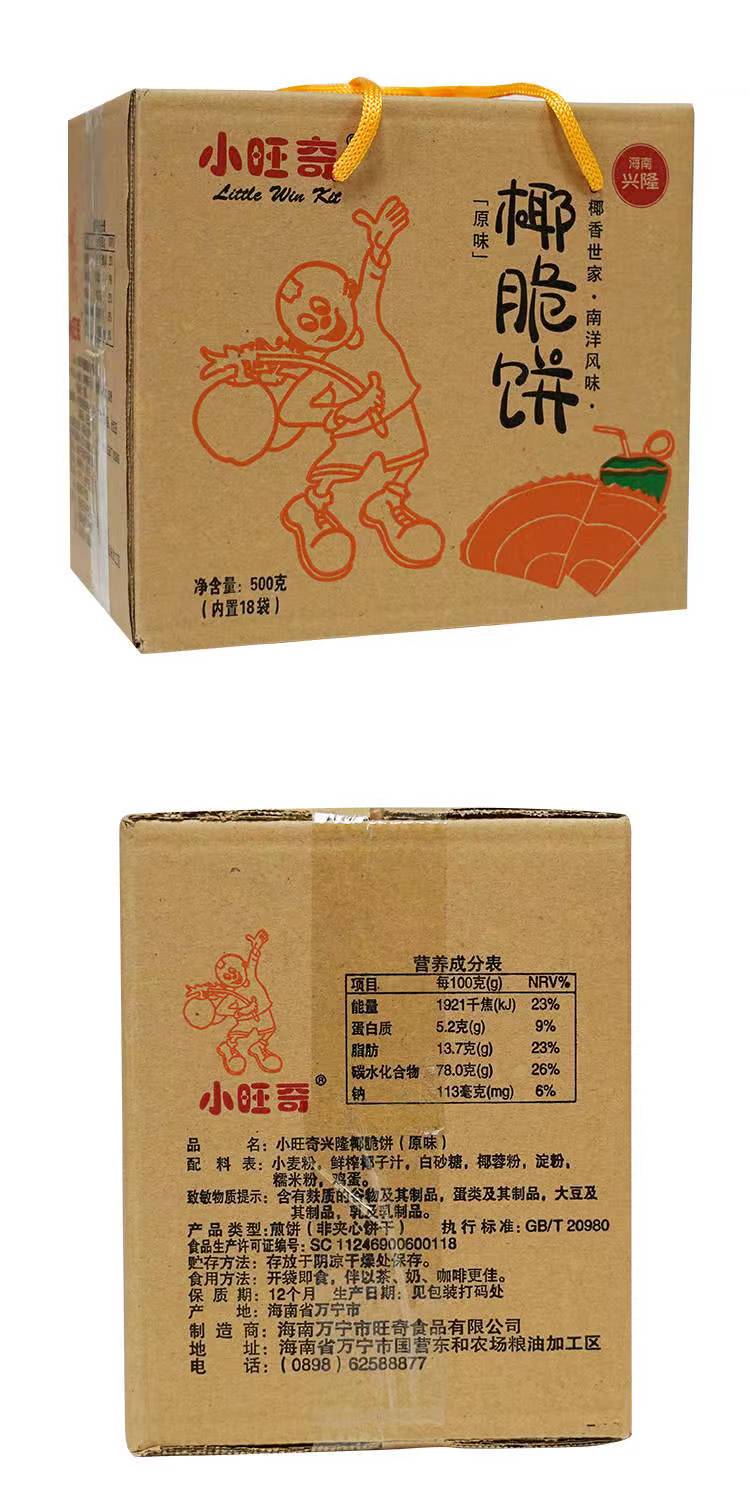 小旺奇®
Little Win Kit
海南
兴隆
椰香世家·南洋风味·
椰脆饼
「原味」
净含量：500克
（内置18袋）
小旺奇®
营养成分表
项目 每100克(g) NRV%
能量 1921千焦(kJ) 23%
蛋白质 5.2克(g) 9%
脂肪 13.7克(g) 23%
碳水化合物 78.0克(g) 26%
钠 113毫克(mg) 6%
品 名：小旺奇兴隆椰脆饼（原味）
配 料 表：小麦粉，鲜榨椰子汁，白砂糖，椰蓉粉，淀粉，
糯米粉，鸡蛋。
致敏物质提示：含有麸质的谷物及其制品，蛋类及其制品，大豆及
其制品，乳及乳制品。
产品类型：煎饼（非夹心饼干） 执行标准：GB/T 20980
食品生产许可证编号：SC 11246900600118
贮存方法：存放于阴凉干燥处保存。
食用方法：开袋即食，伴以茶、奶、咖啡更佳。
保 质 期：12个月 生产日期：见包装打码处
产 地：海南省万宁市
制 造 商：海南万宁市旺奇食品有限公司
地 址：海南省万宁市国营东和农场粮油加工区
电 话：（0898）62588877